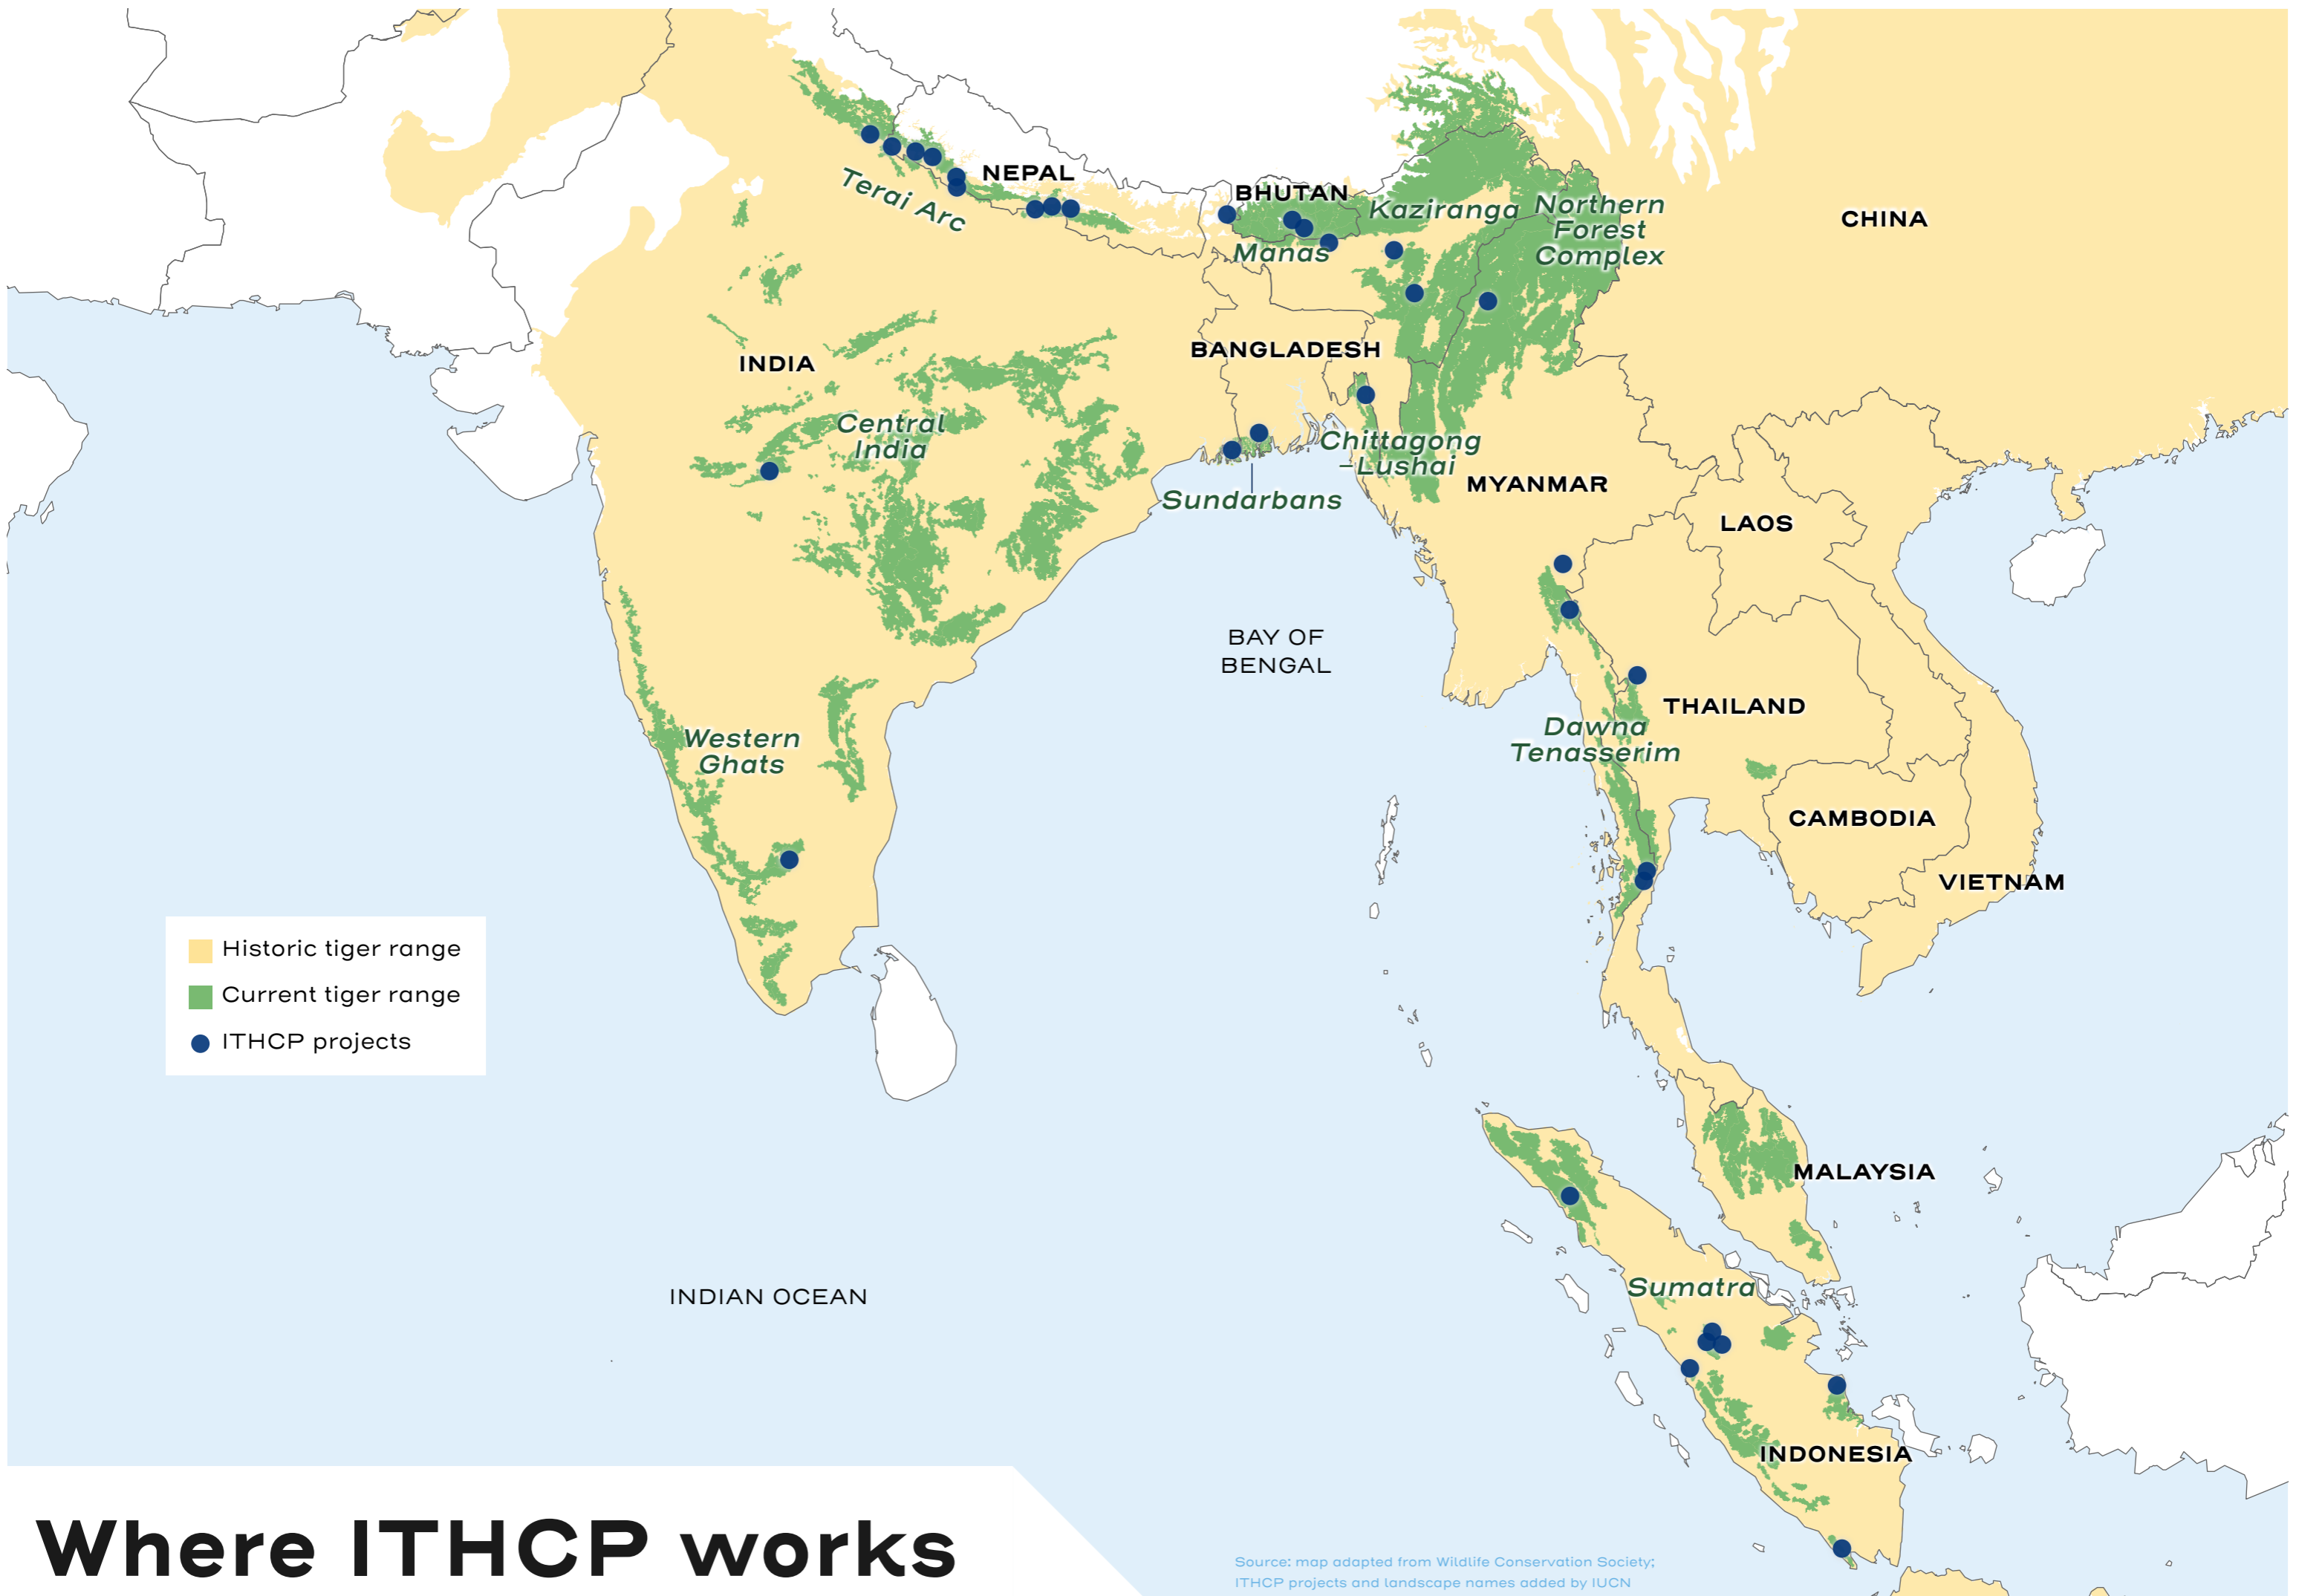 NEPAL
Terai Arc
BHUTAN
Manas
Kaziranga
Northern
Forest
Complex
CHINA
INDIA
BANGLADESH
Central
India
Chittagong
–Lushai
Sundarbans
MYANMAR
LAOS
BAY OF
BENGAL
THAILAND
Dawna
Tenasserim
Western
Ghats
CAMBODIA
VIETNAM
Historic tiger range
Current tiger range
ITHCP projects
MALAYSIA
Sumatra
INDIAN OCEAN
INDONESIA
Where ITHCP works
Source: map adapted from Wildlife Conservation Society;
ITHCP projects and landscape names added by IUCN